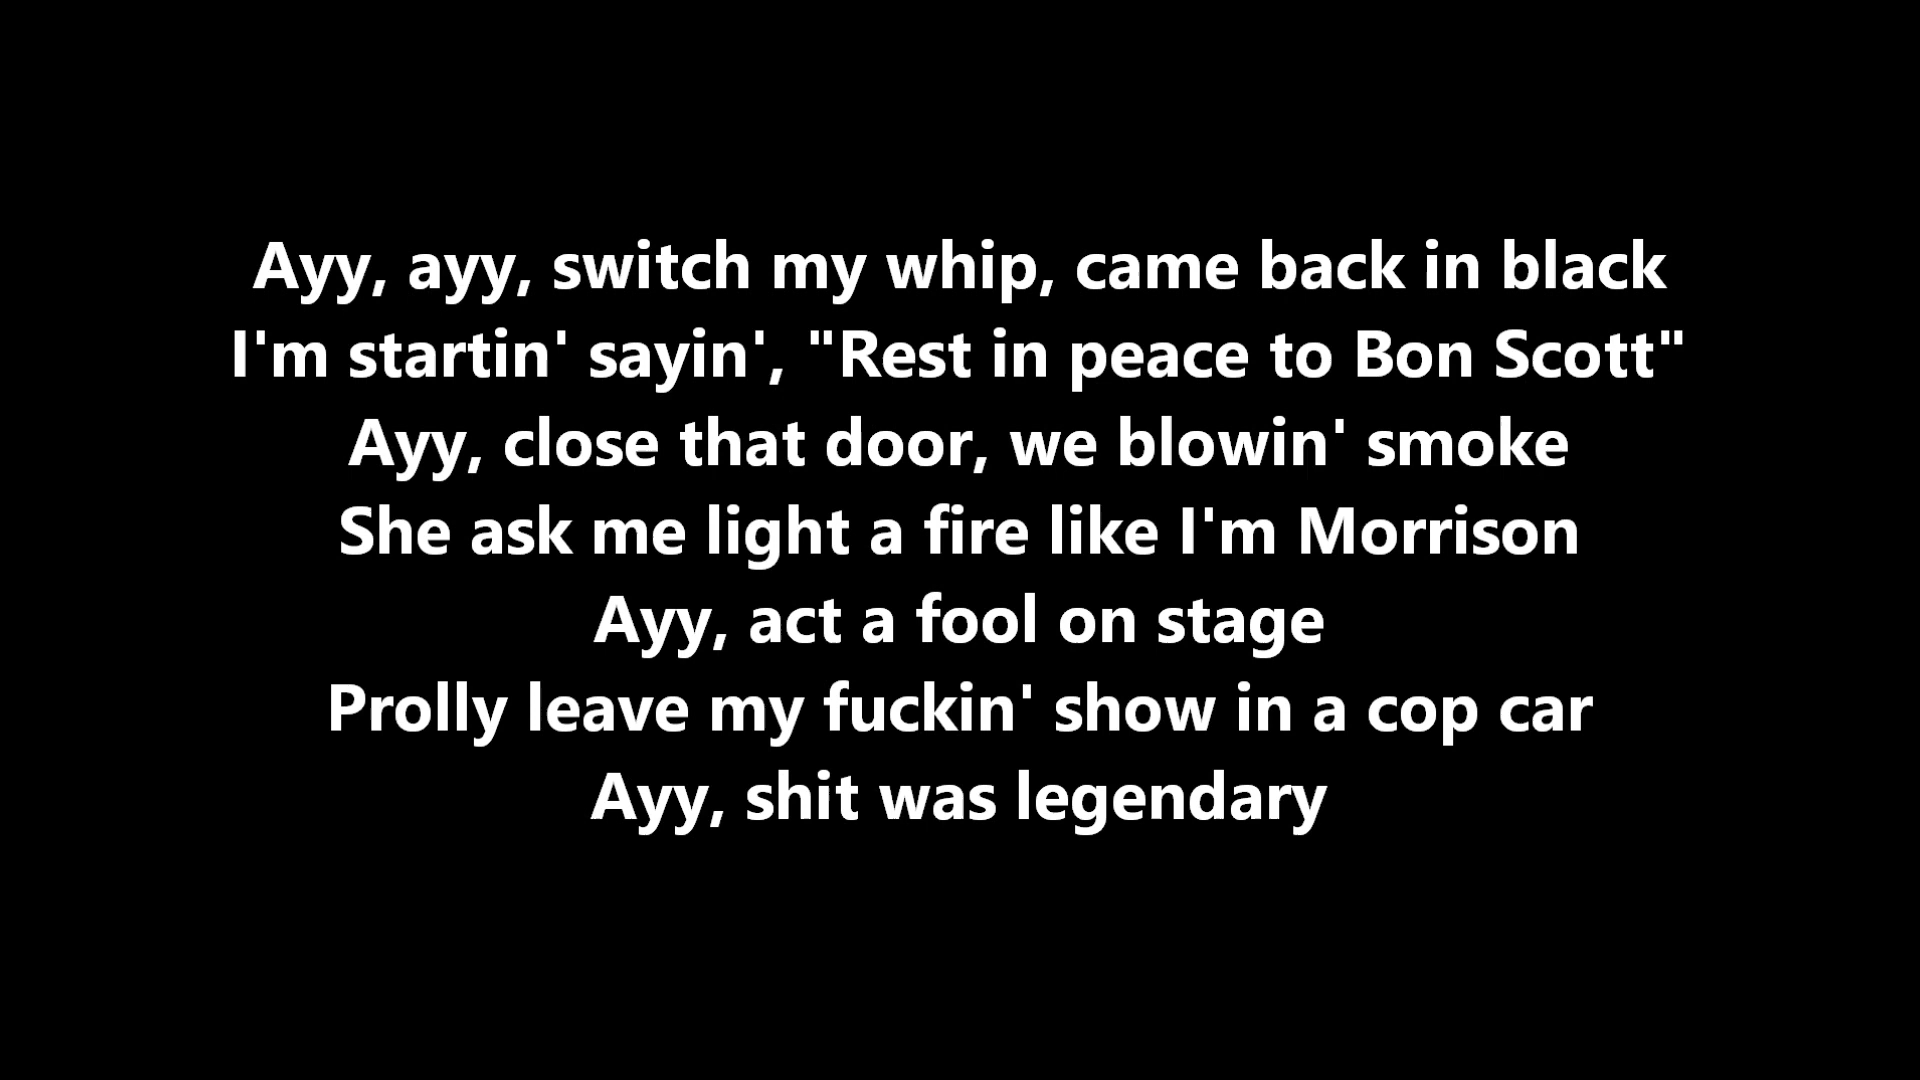 Ayy, ayy, switch my whip, came back in black
I'm startin' sayin', "Rest in peace to Bon Scott"
Ayy, close that door, we blowin' smoke
She ask me light a fire like I'm Morrison
Ayy, act a fool on stage
Prolly leave my fuckin' show in a cop car
Ayy, shit was legendary